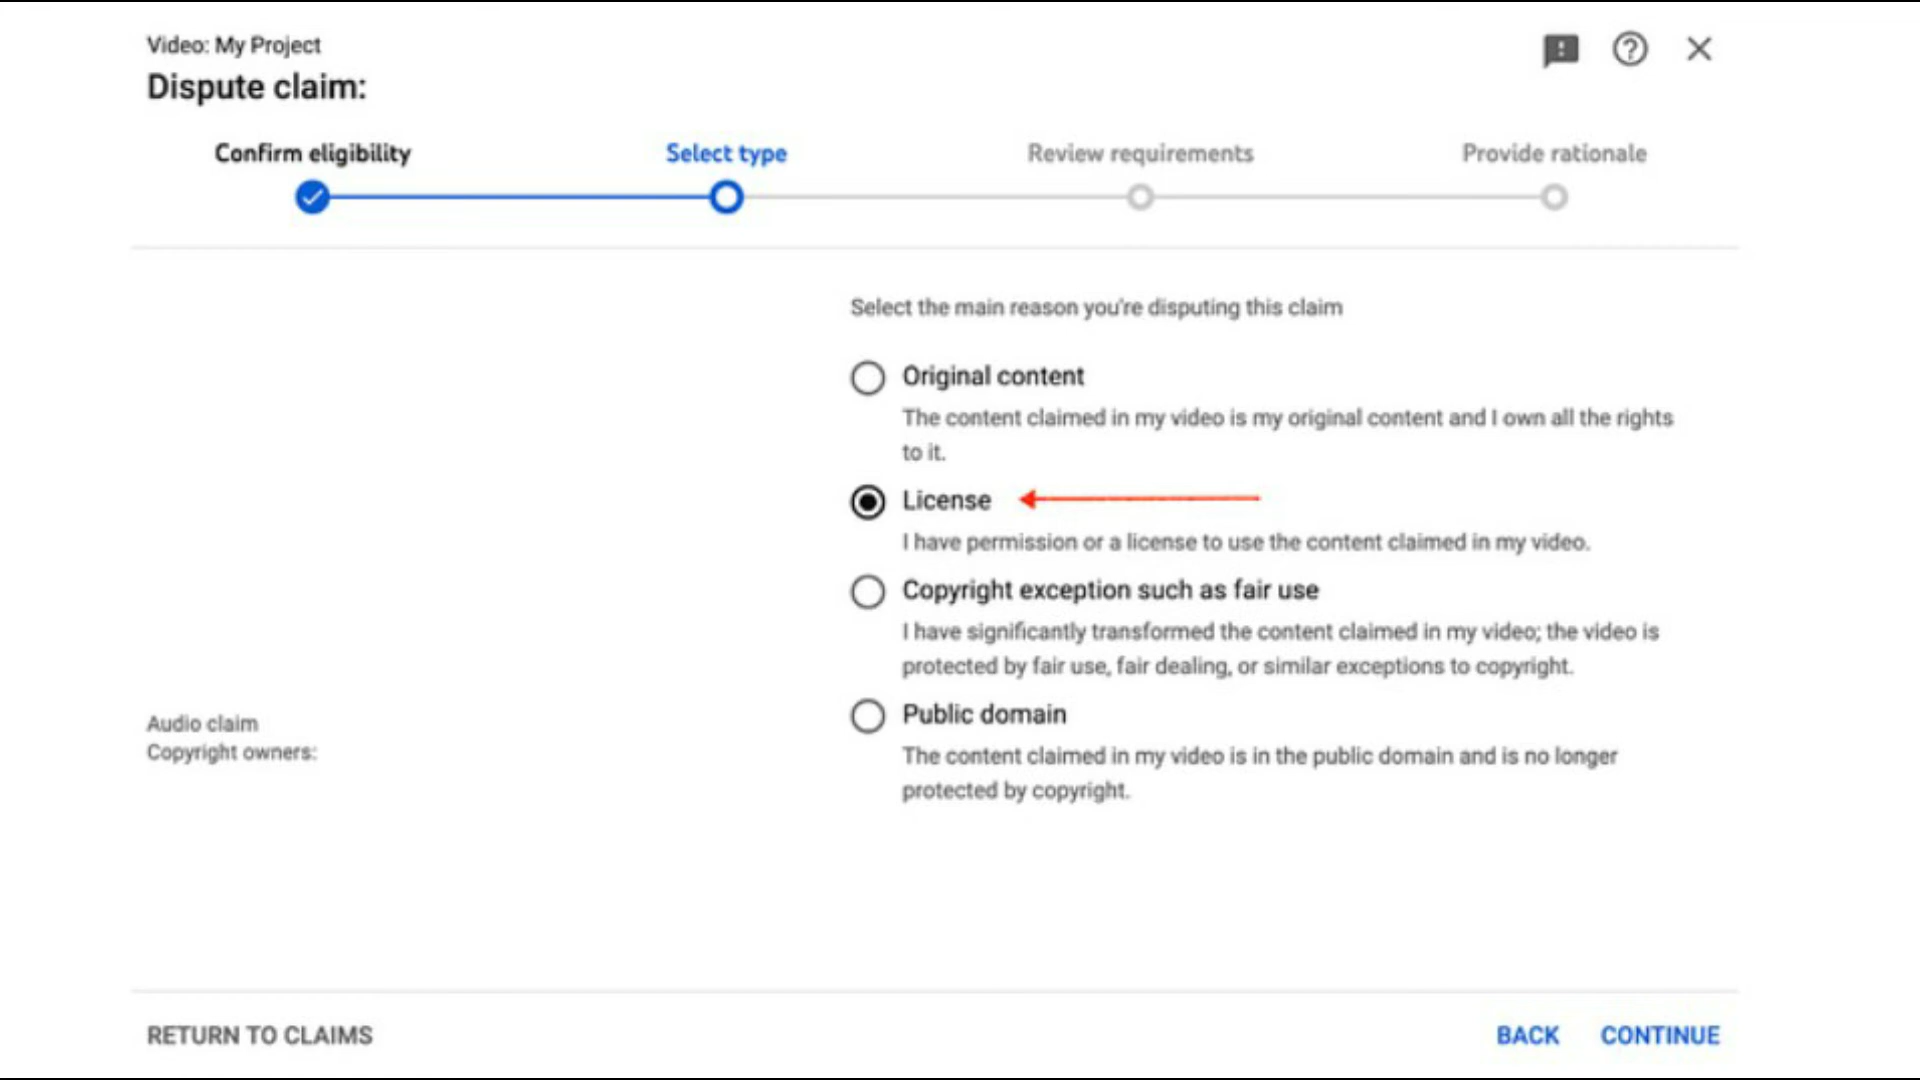 Video: My Project
Dispute claim:
Confirm eligibility
Select type
Review requirements
Provide rationale
Select the main reason you're disputing this claim
Original content
The content claimed in my video is my original content and I own all the rights
to it.
License
I have permission or a license to use the content claimed in my video.
Copyright exception such as fair use
I have significantly transformed the content claimed in my video; the video is
protected by fair use, fair dealing, or similar exceptions to copyright.
Public domain
The content claimed in my video is in the public domain and is no longer
protected by copyright.
Audio claim
Copyright owners:
RETURN TO CLAIMS
BACK
CONTINUE